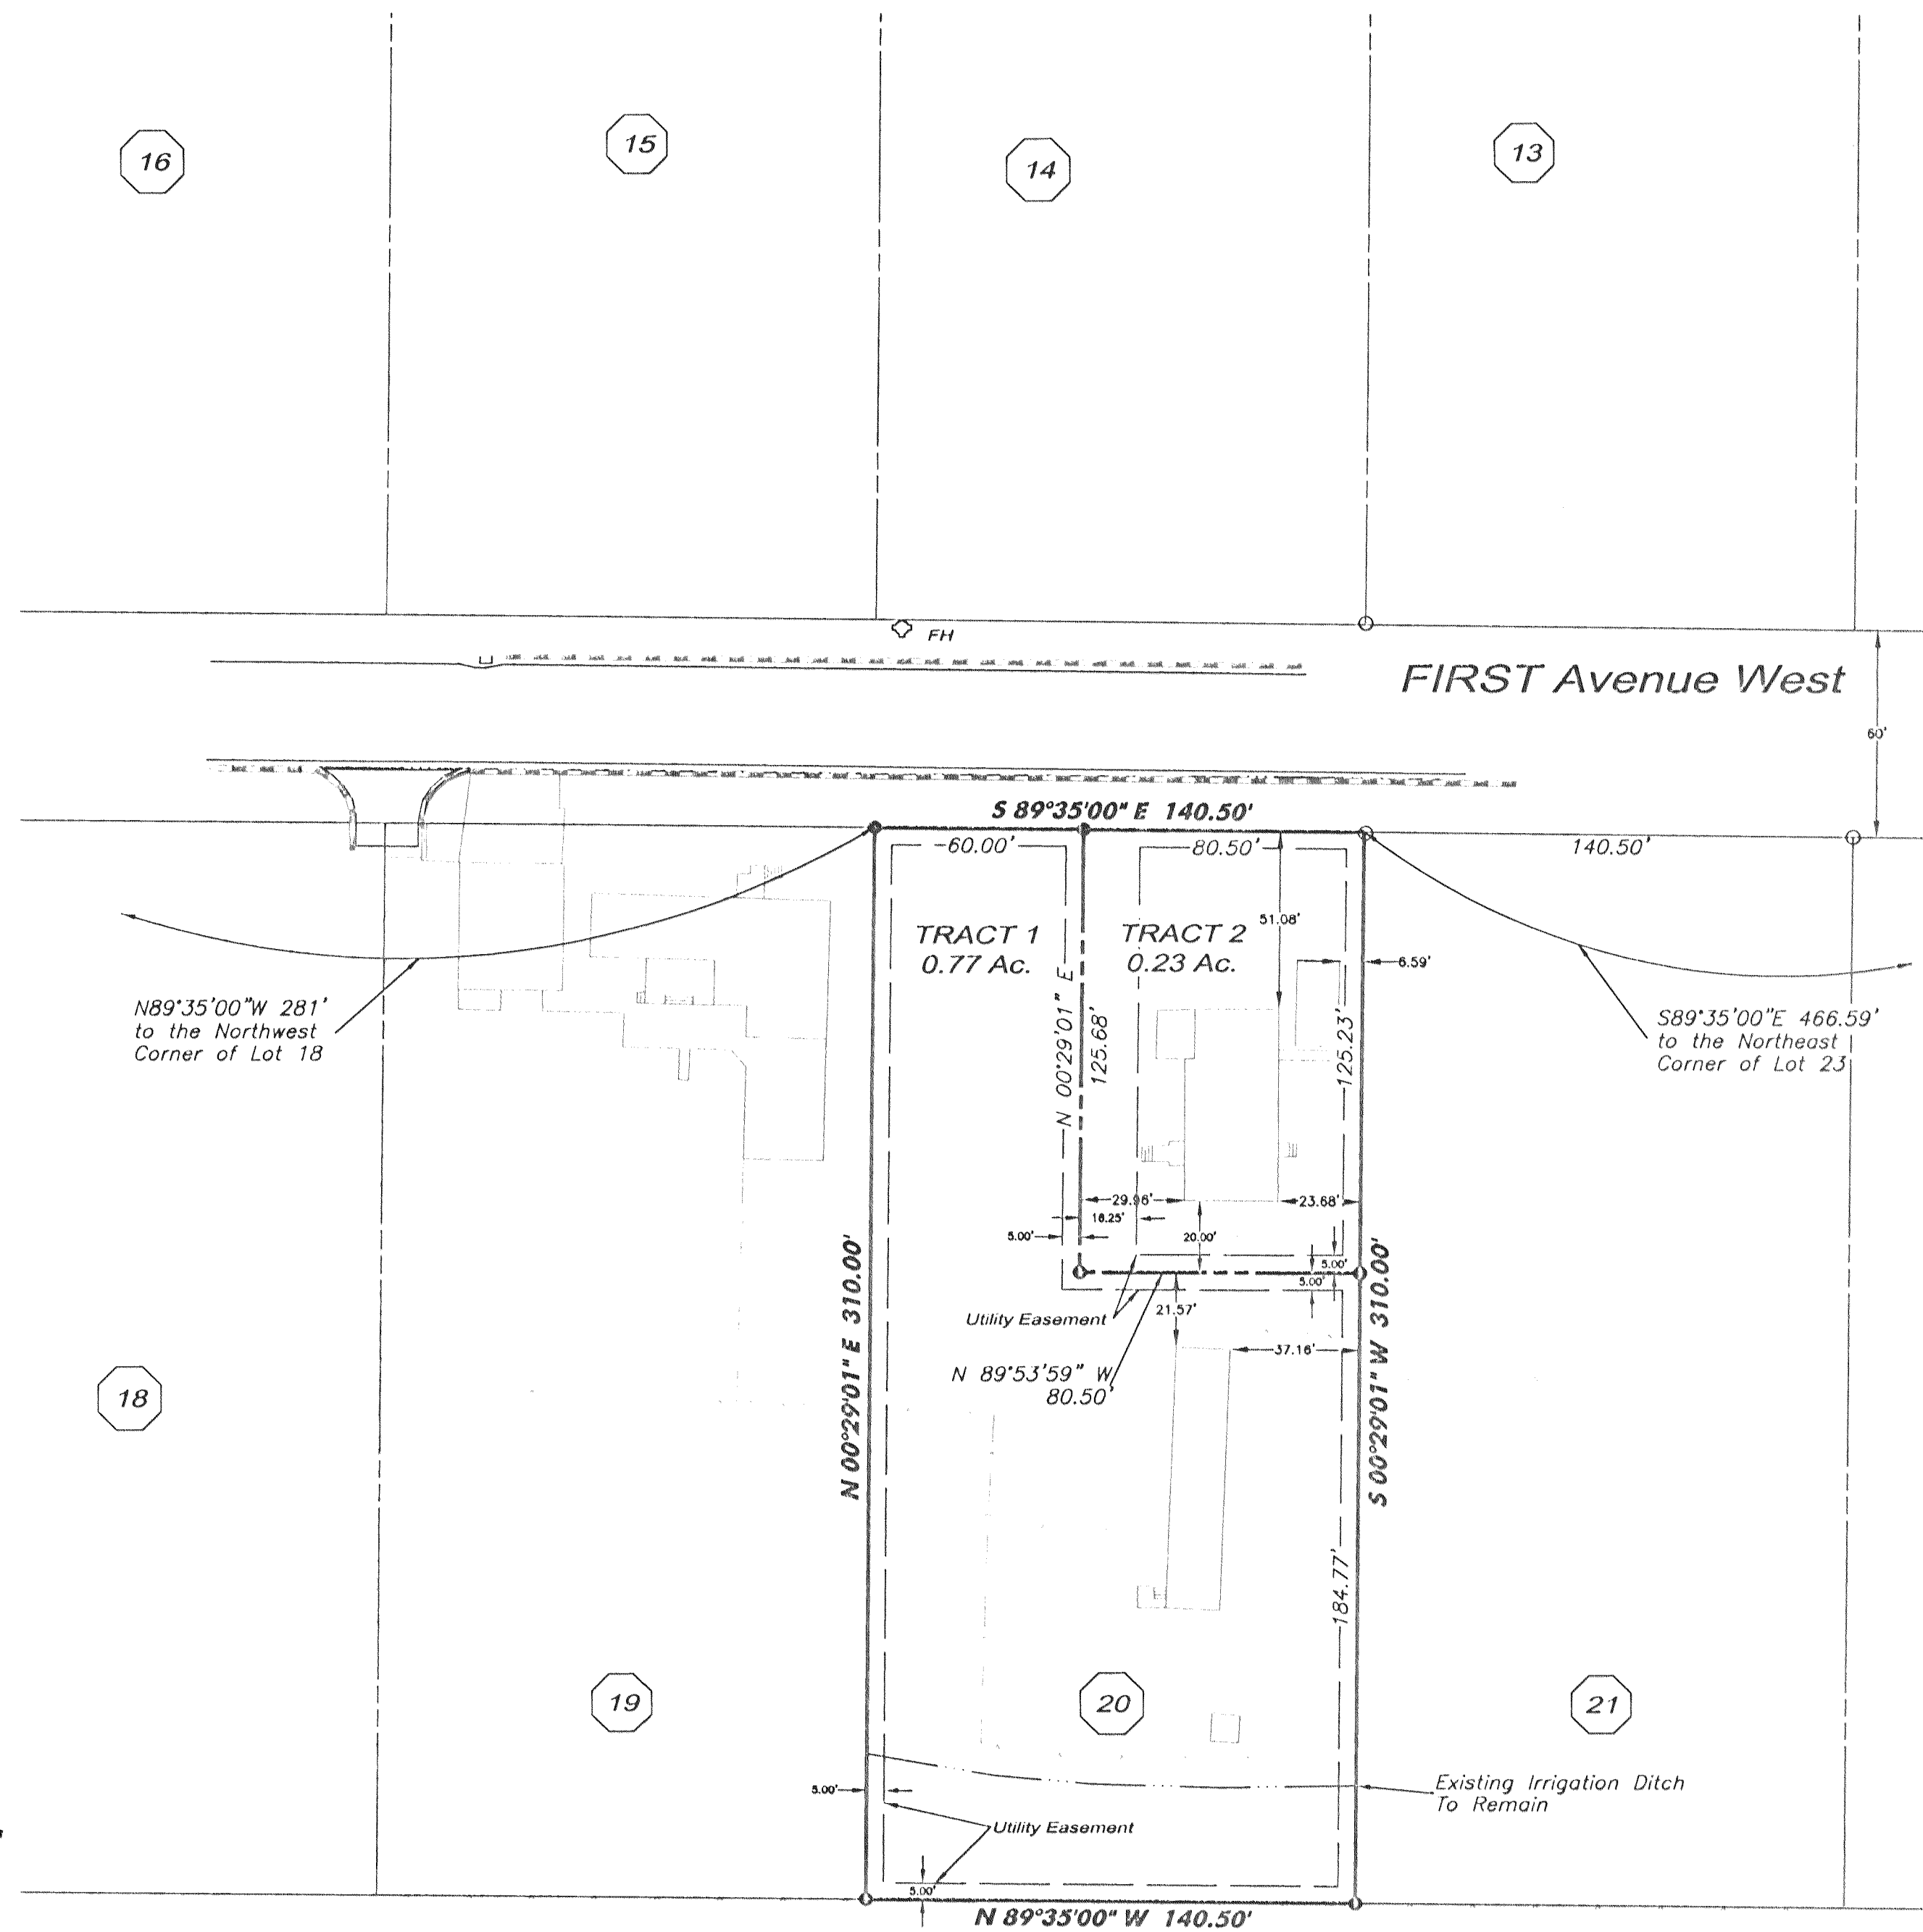 16
15
14
13
FH
FIRST Avenue West
60'
S 89°35'00" E 140.50'
60.00'
80.50'
140.50'
TRACT 1
0.77 Ac.
TRACT 2
0.23 Ac.
51.08'
6.59'
N89°35'00"W 281'
to the Northwest
Corner of Lot 18
N 00°29'01" E
125.68'
125.23'
S89°35'00"E 466.59'
to the Northeast
Corner of Lot 23
29.96'
23.68'
16.25'
5.00'
20.00'
5.00'
5.00'
21.57'
Utility Easement
37.16'
N 89°53'59" W
80.50'
N 00°29'01" E 310.00'
S 00°29'01" W 310.00'
18
184.77'
19
20
21
5.00'
Existing Irrigation Ditch
To Remain
Utility Easement
5.00'
N 89°35'00" W 140.50'